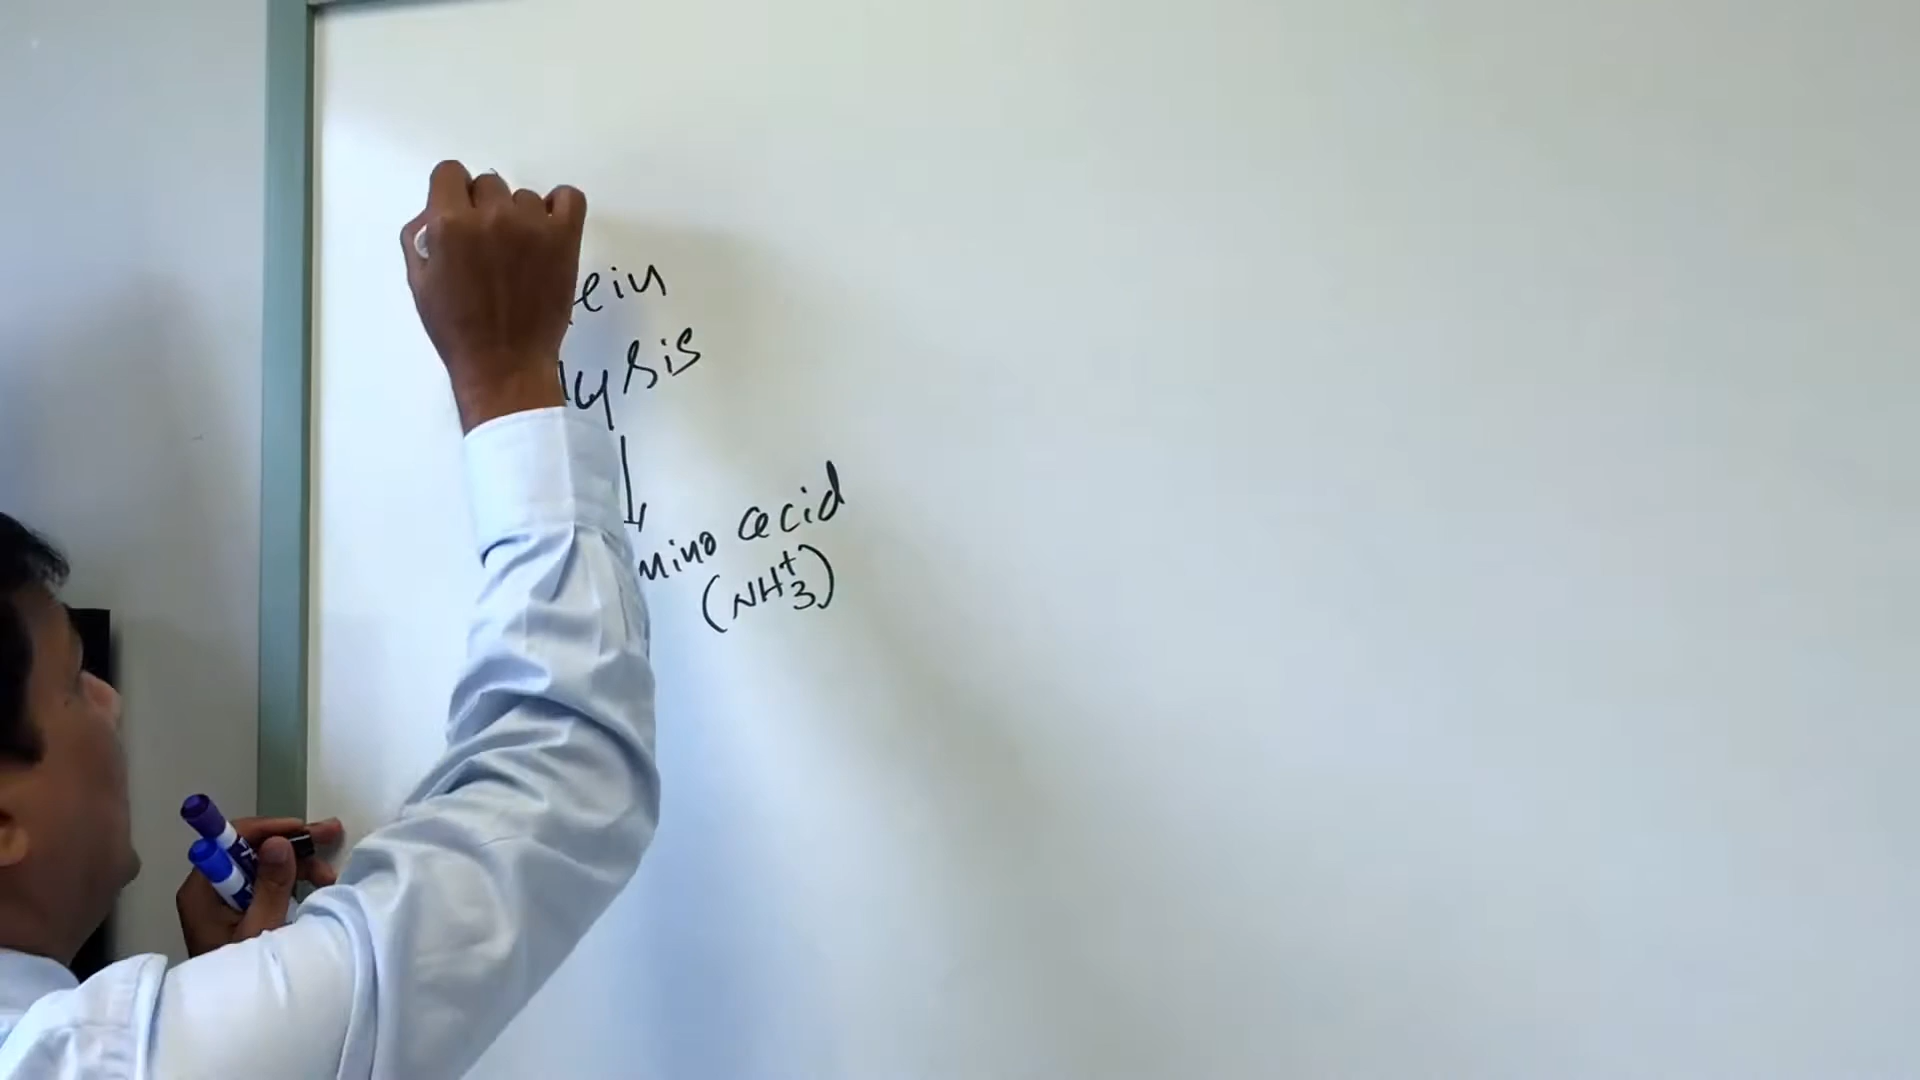 ein
lysis
mino acid
(NH3+)